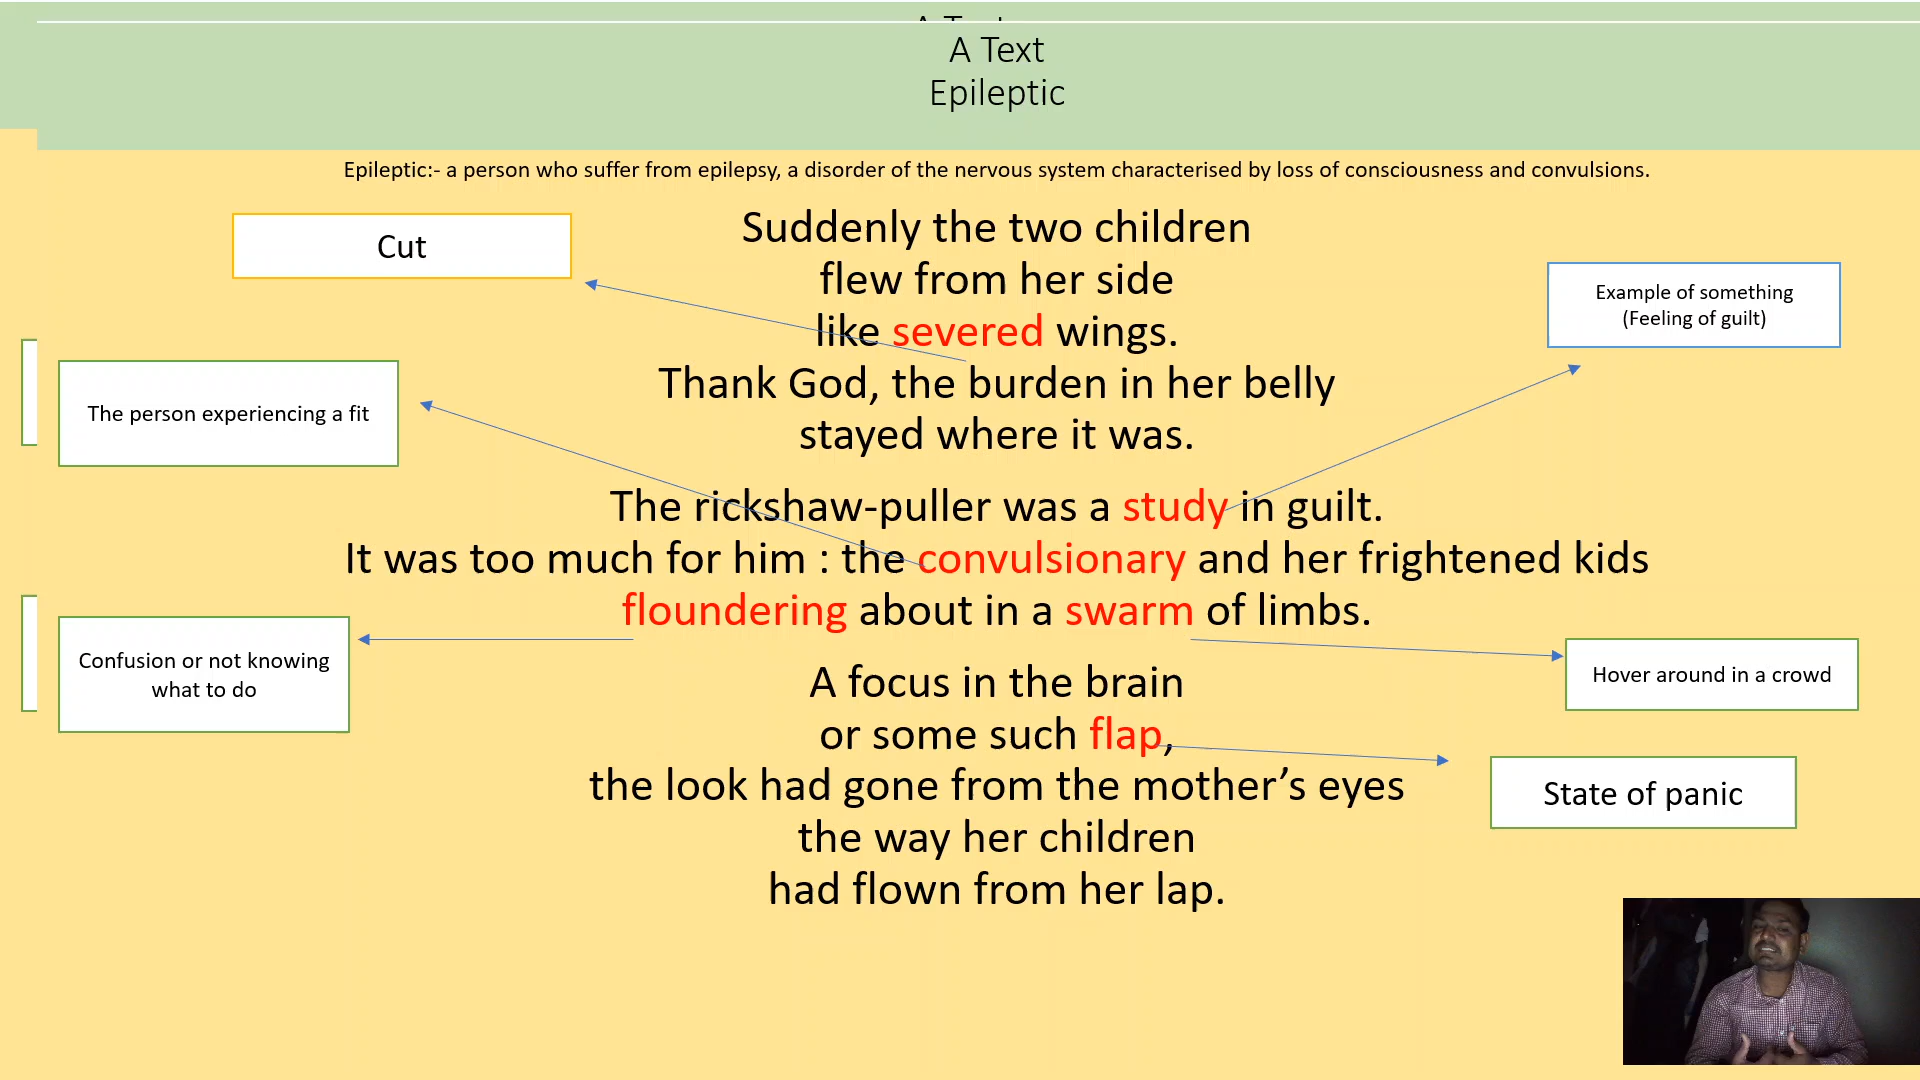 A Text
A Text
Epileptic
Epileptic:- a person who suffer from epilepsy, a disorder of the nervous system characterised by loss of consciousness and convulsions.
Cut
Suddenly the two children
flew from her side
like severed wings.
Thank God, the burden in her belly
stayed where it was.
Example of something
(Feeling of guilt)
The person experiencing a fit
The rickshaw-puller was a study in guilt.
It was too much for him : the convulsionary and her frightened kids
floundering about in a swarm of limbs.
Confusion or not knowing
what to do
Hover around in a crowd
A focus in the brain
or some such flap,
the look had gone from the mother’s eyes
the way her children
had flown from her lap.
State of panic